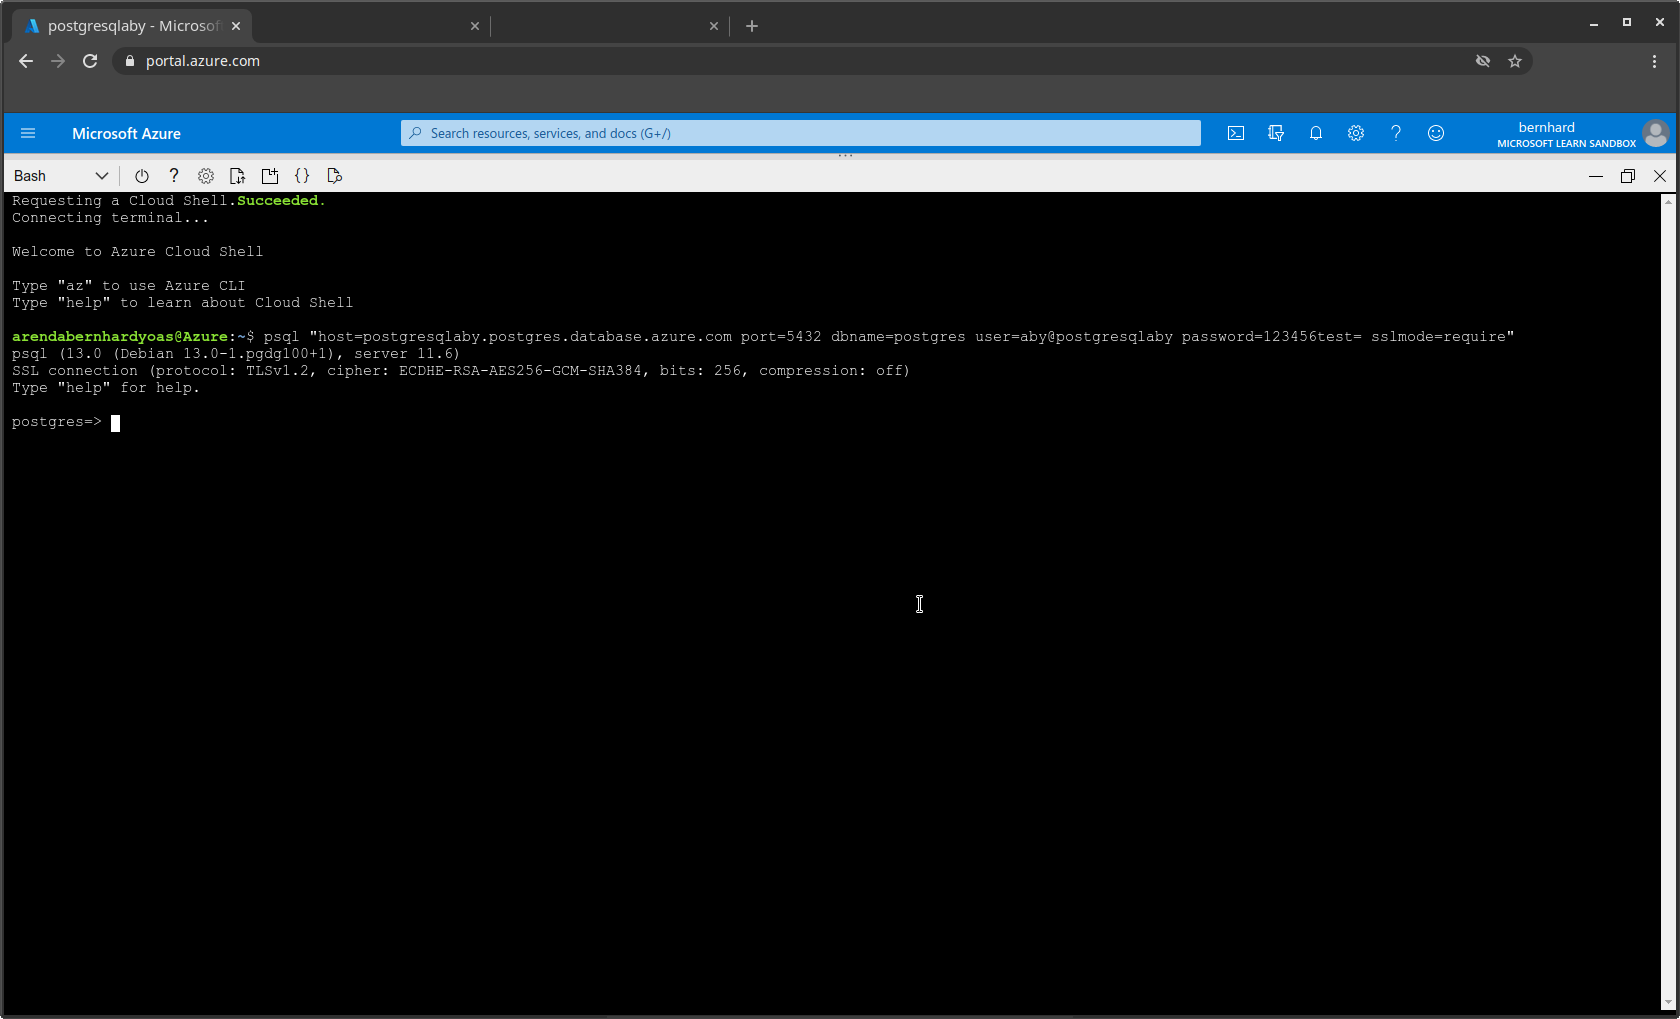 postgresqlaby - Microsof
portal.azure.com
Microsoft Azure
Search resources, services, and docs (G+/)
bernhard
MICROSOFT LEARN SANDBOX
Bash
Requesting a Cloud Shell.Succeeded.
Connecting terminal...
Welcome to Azure Cloud Shell
Type "az" to use Azure CLI
Type "help" to learn about Cloud Shell
arendabernhardyoas@Azure:~$ psql "host=postgresqlaby.postgres.database.azure.com port=5432 dbname=postgres user=aby@postgresqlaby password=123456test= sslmode=require"
psql (13.0 (Debian 13.0-1.pgdg100+1), server 11.6)
SSL connection (protocol: TLSv1.2, cipher: ECDHE-RSA-AES256-GCM-SHA384, bits: 256, compression: off)
Type "help" for help.
postgres=>